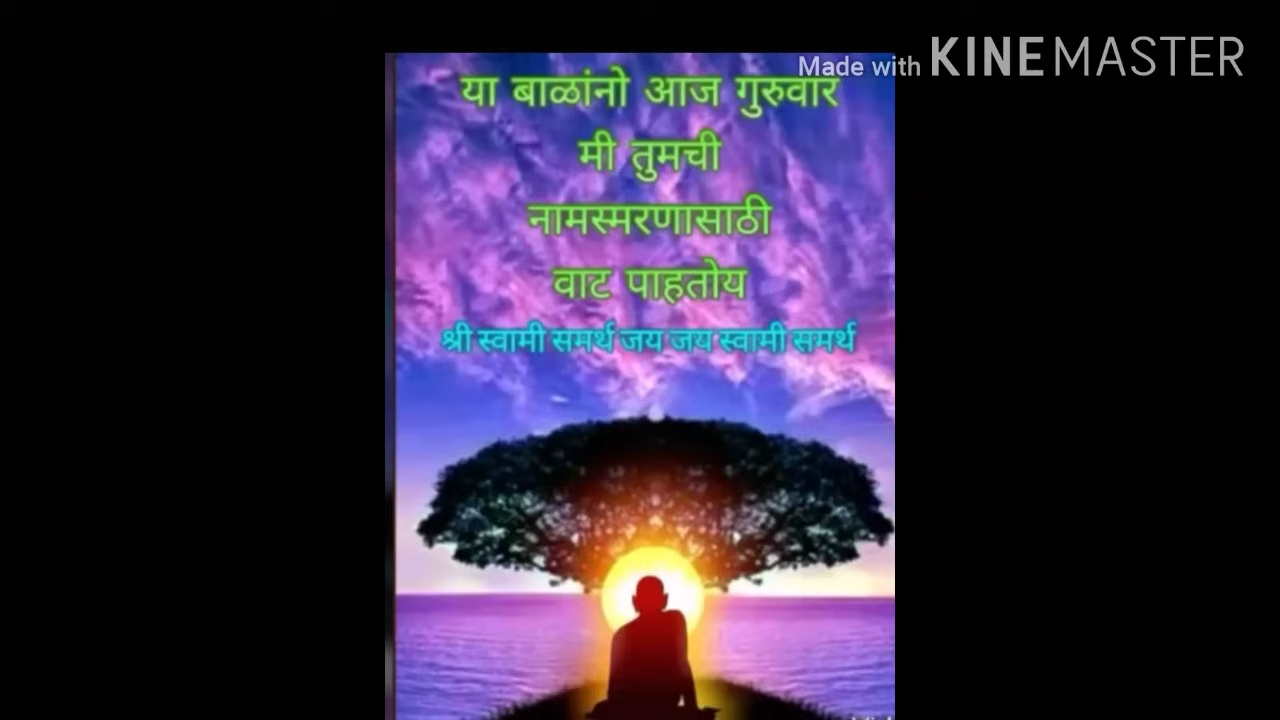 Made with KINEMASTER
या बाळांनो आज गुरुवार
मी तुमची
नामस्मरणासाठी
वाट पाहतोय
श्री स्वामी समर्थ जय जय स्वामी समर्थ